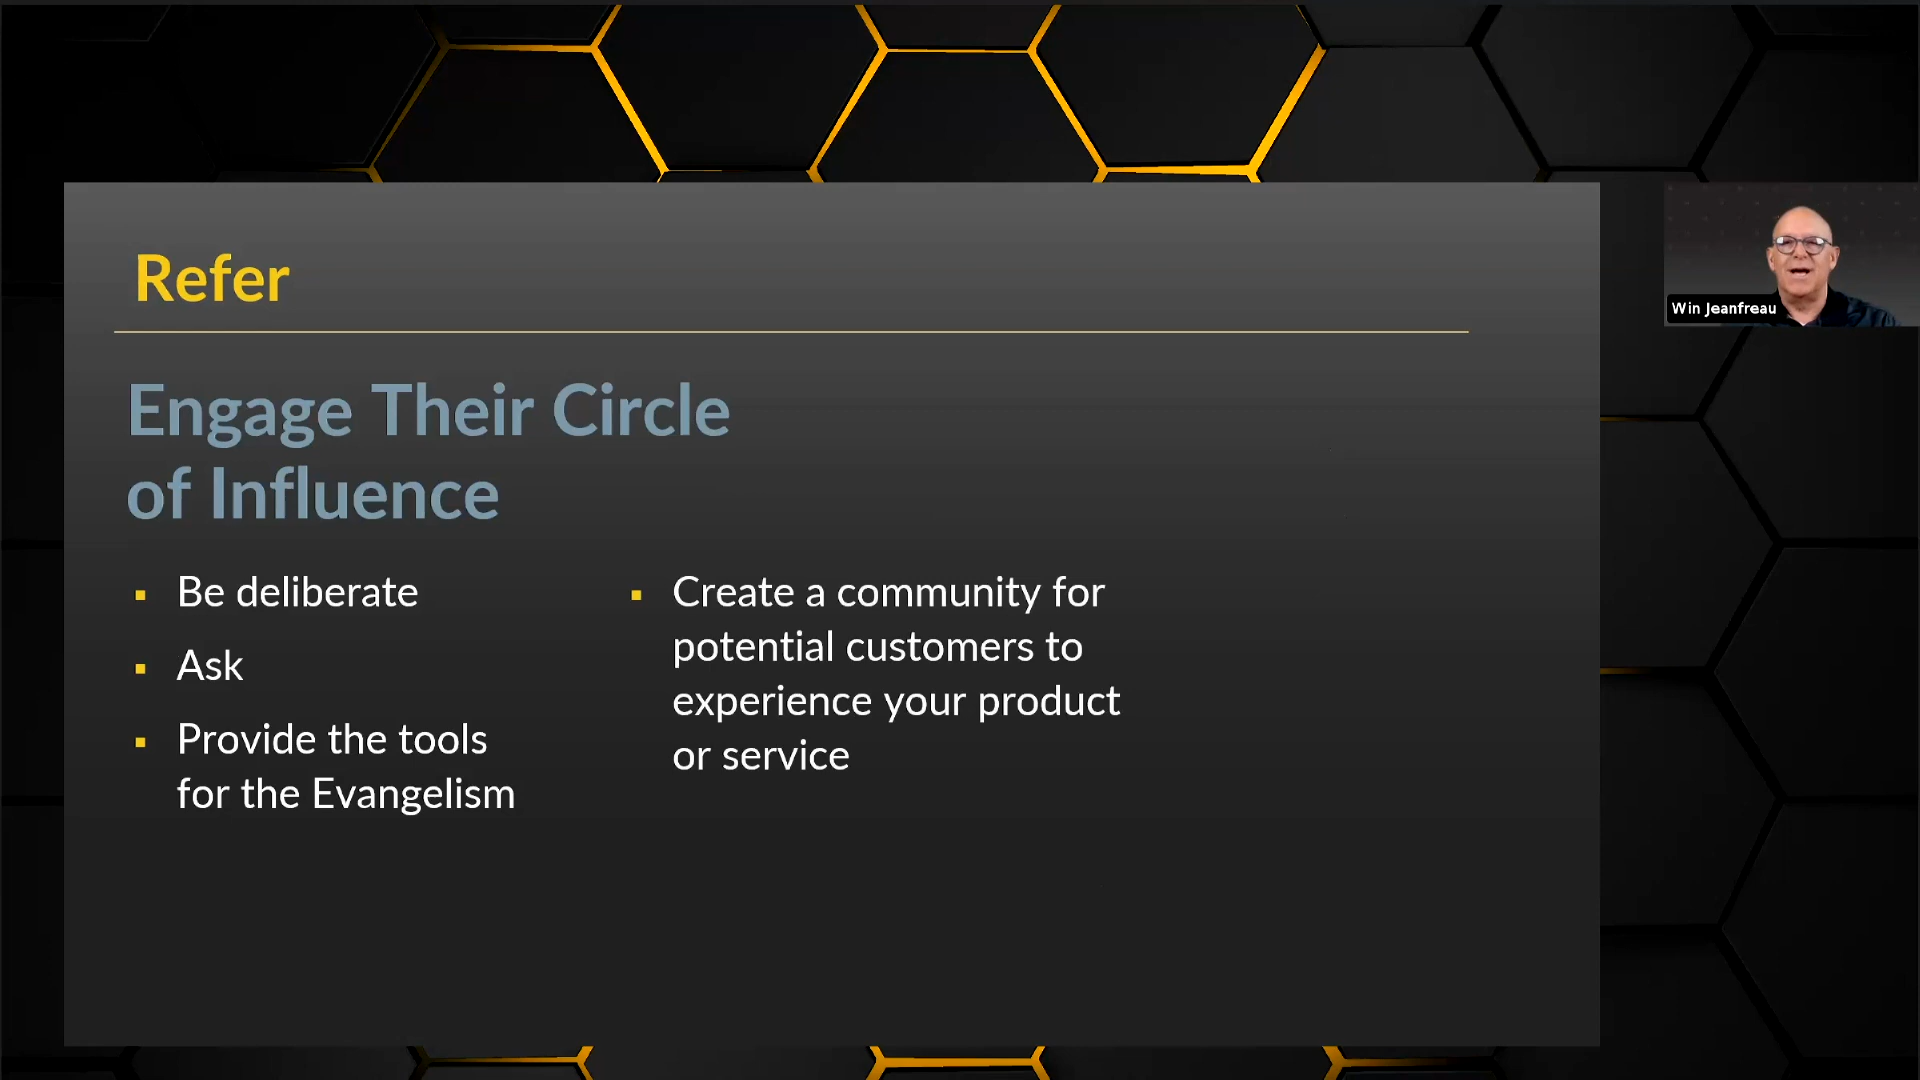 Refer
Engage Their Circle
of Influence
Be deliberate
Ask
Provide the tools
for the Evangelism
Create a community for
potential customers to
experience your product
or service
Win Jeanfreau